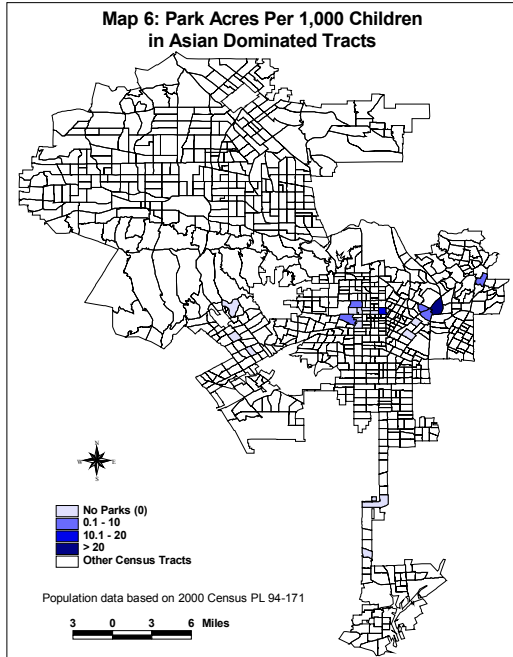 Map 6: Park Acres Per 1,000 Children
in Asian Dominated Tracts
N
W
E
S
No Parks (0)
0.1 - 10
10.1 - 20
> 20
Other Census Tracts
Population data based on 2000 Census PL 94-171
3 0 3 6 Miles